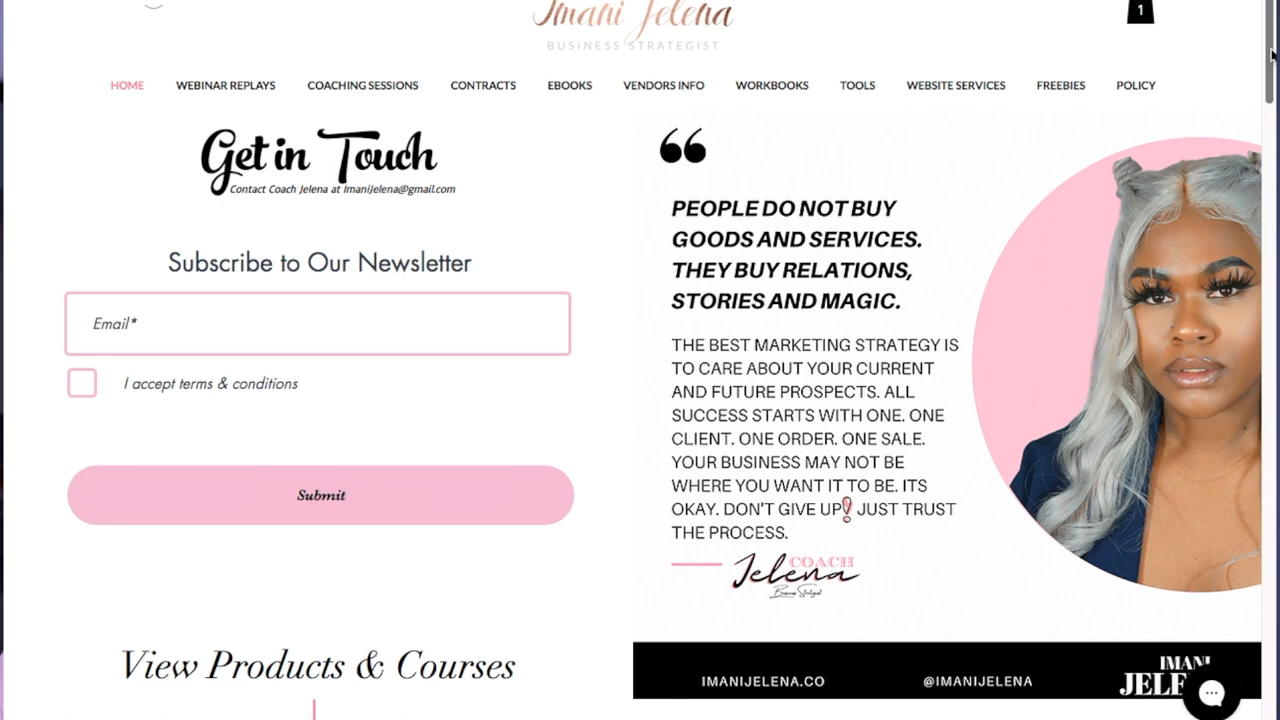 Imani Jelena
BUSINESS STRATEGIST
1
HOME WEBINAR REPLAYS COACHING SESSIONS CONTRACTS EBOOKS VENDORS INFO WORKBOOKS TOOLS WEBSITE SERVICES FREEBIES POLICY
Get in Touch
Contact Coach Jelena at ImaniJelena@gmail.com
Subscribe to Our Newsletter
Email*
I accept terms & conditions
Submit
View Products & Courses
PEOPLE DO NOT BUY
GOODS AND SERVICES.
THEY BUY RELATIONS,
STORIES AND MAGIC.
THE BEST MARKETING STRATEGY IS
TO CARE ABOUT YOUR CURRENT
AND FUTURE PROSPECTS. ALL
SUCCESS STARTS WITH ONE. ONE
CLIENT. ONE ORDER. ONE SALE.
YOUR BUSINESS MAY NOT BE
WHERE YOU WANT IT TO BE. ITS
OKAY. DON'T GIVE UP❣ JUST TRUST
THE PROCESS.
COACH
Jelena
Business Strategist
IMANIJELENA.CO @IMANIJELENA
IMANI